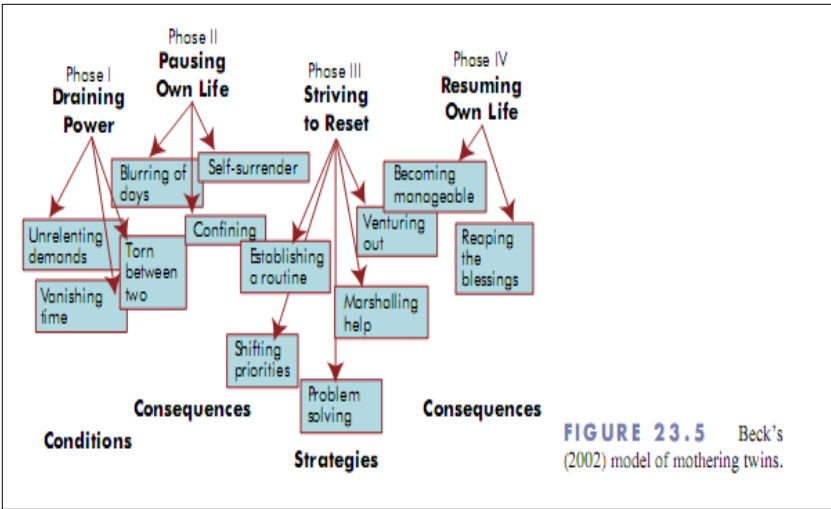 Phase I
Draining
Power
Unrelenting
demands
Vanishing
time
Torn
between
two
Conditions
Phase II
Pausing
Own Life
Blurring of
days
Self-surrender
Confining
Consequences
Phase III
Striving
to Reset
Establishing
a routine
Shifting
priorities
Problem
solving
Marshalling
help
Venturing
out
Strategies
Phase IV
Resuming
Own Life
Becoming
manageable
Reaping
the
blessings
Consequences
FIGURE 23.5 Beck's
(2002) model of mothering twins.